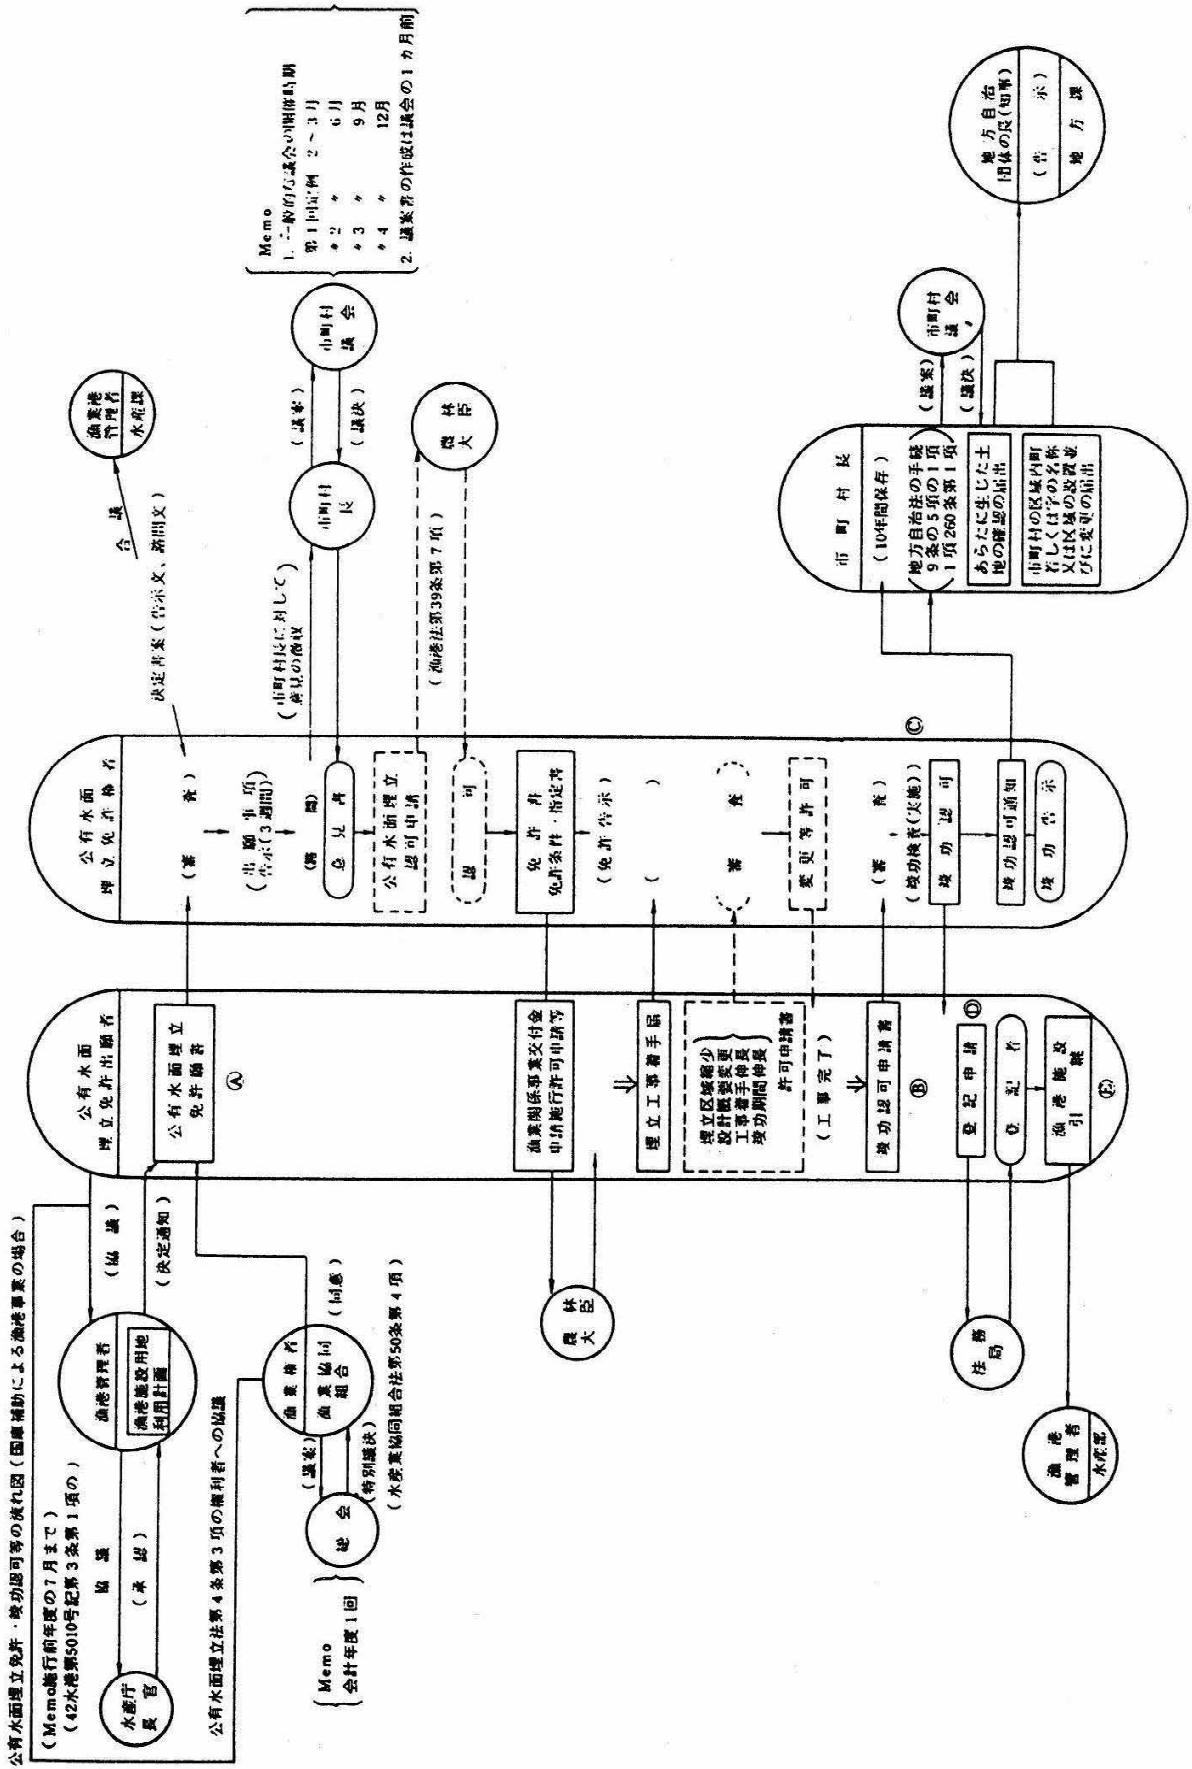 公有水面埋立免許・竣功認可等の流れ図(国庫補助による漁港事業の場合)
(Memo施行前年度の7月まで)
(42水港第5010号記第3条第1項の)
協議
(承認)
水産庁
長官
漁港管理者
漁港施設用地
利用計画
(協議)
(決定通知)
公有水面埋立法第4条第3項の権利者への協議
漁業権者
漁業協同
組合
(同意)
(議案)
(特別議決)
(水産業協同組合法第50条第4項)
総会
Memo
会計年度1回
公有水面
埋立免許出願者
公有水面埋立
免許願書
Ⓐ
漁業関係事業交付金
申請施行許可申請等
農林
大臣
埋立工事着手届
埋立区域縮少
設計概要変更
工事着手伸長
竣功期間伸長
許可申請書
(工事完了)
竣功認可申請書
Ⓑ
Ⓓ
登記申請
登記者
漁港施設
引継
Ⓔ
法務
局
漁港
管理者
水産部
公有水面
埋立免許権者
(審査)
出願事項
告示(3週間)
(諮問)
意見書
公有水面埋立
認可申請
認可
免許書
免許条件・指定書
(免許告示)
( )
(審査)
変更等許可
(審査)
(竣功検査(実施))
竣功認可
Ⓒ
竣功認可通知
竣功告示
決定書案(告示文、諮問文)
合議
漁業港
管理者
水産課
(市町村長に対して
意見の徴収)
市町村
長
(議案)
(議決)
市町村
議会
Memo
1. 一般的な議会の開催時期
第1回定例 2~3月
〃2 〃 6月
〃3 〃 9月
〃4 〃 12月
2. 議案書の作成は議会の1カ月前
農林
大臣
(漁港法第39条第7項)
市町村長
(10年間保存)
地方自治法の手続
9条の5項の1項
1項260条第1項
あらたに生じた土
地の確認の届出
市町村の区域内町
若しくは字の名称
又は区域の設置並
びに変更の届出
(議案)
(議決)
市町村
議会
地方自治
団体の長(知事)
(告示)
地方課